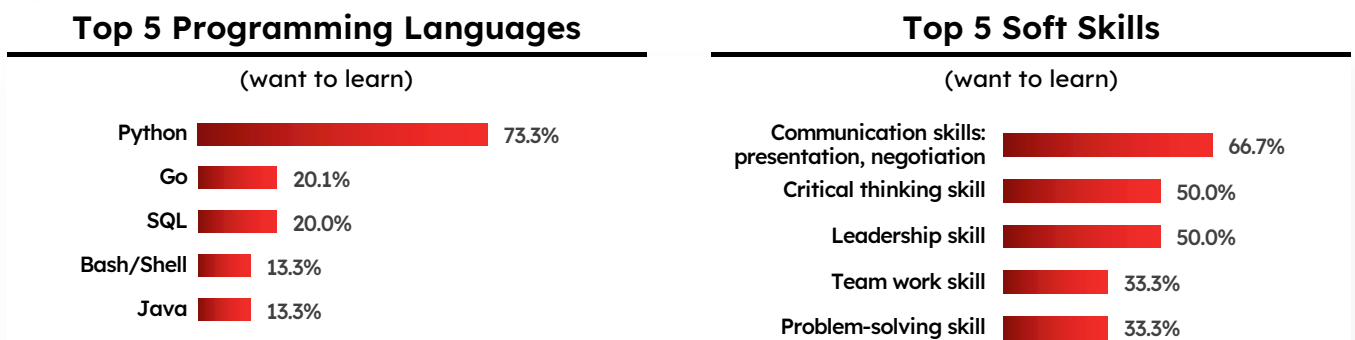 Top 5 Programming Languages
(want to learn)
Python 73.3%
Go 20.1%
SQL 20.0%
Bash/Shell 13.3%
Java 13.3%
Top 5 Soft Skills
(want to learn)
Communication skills:
presentation, negotiation 66.7%
Critical thinking skill 50.0%
Leadership skill 50.0%
Team work skill 33.3%
Problem-solving skill 33.3%